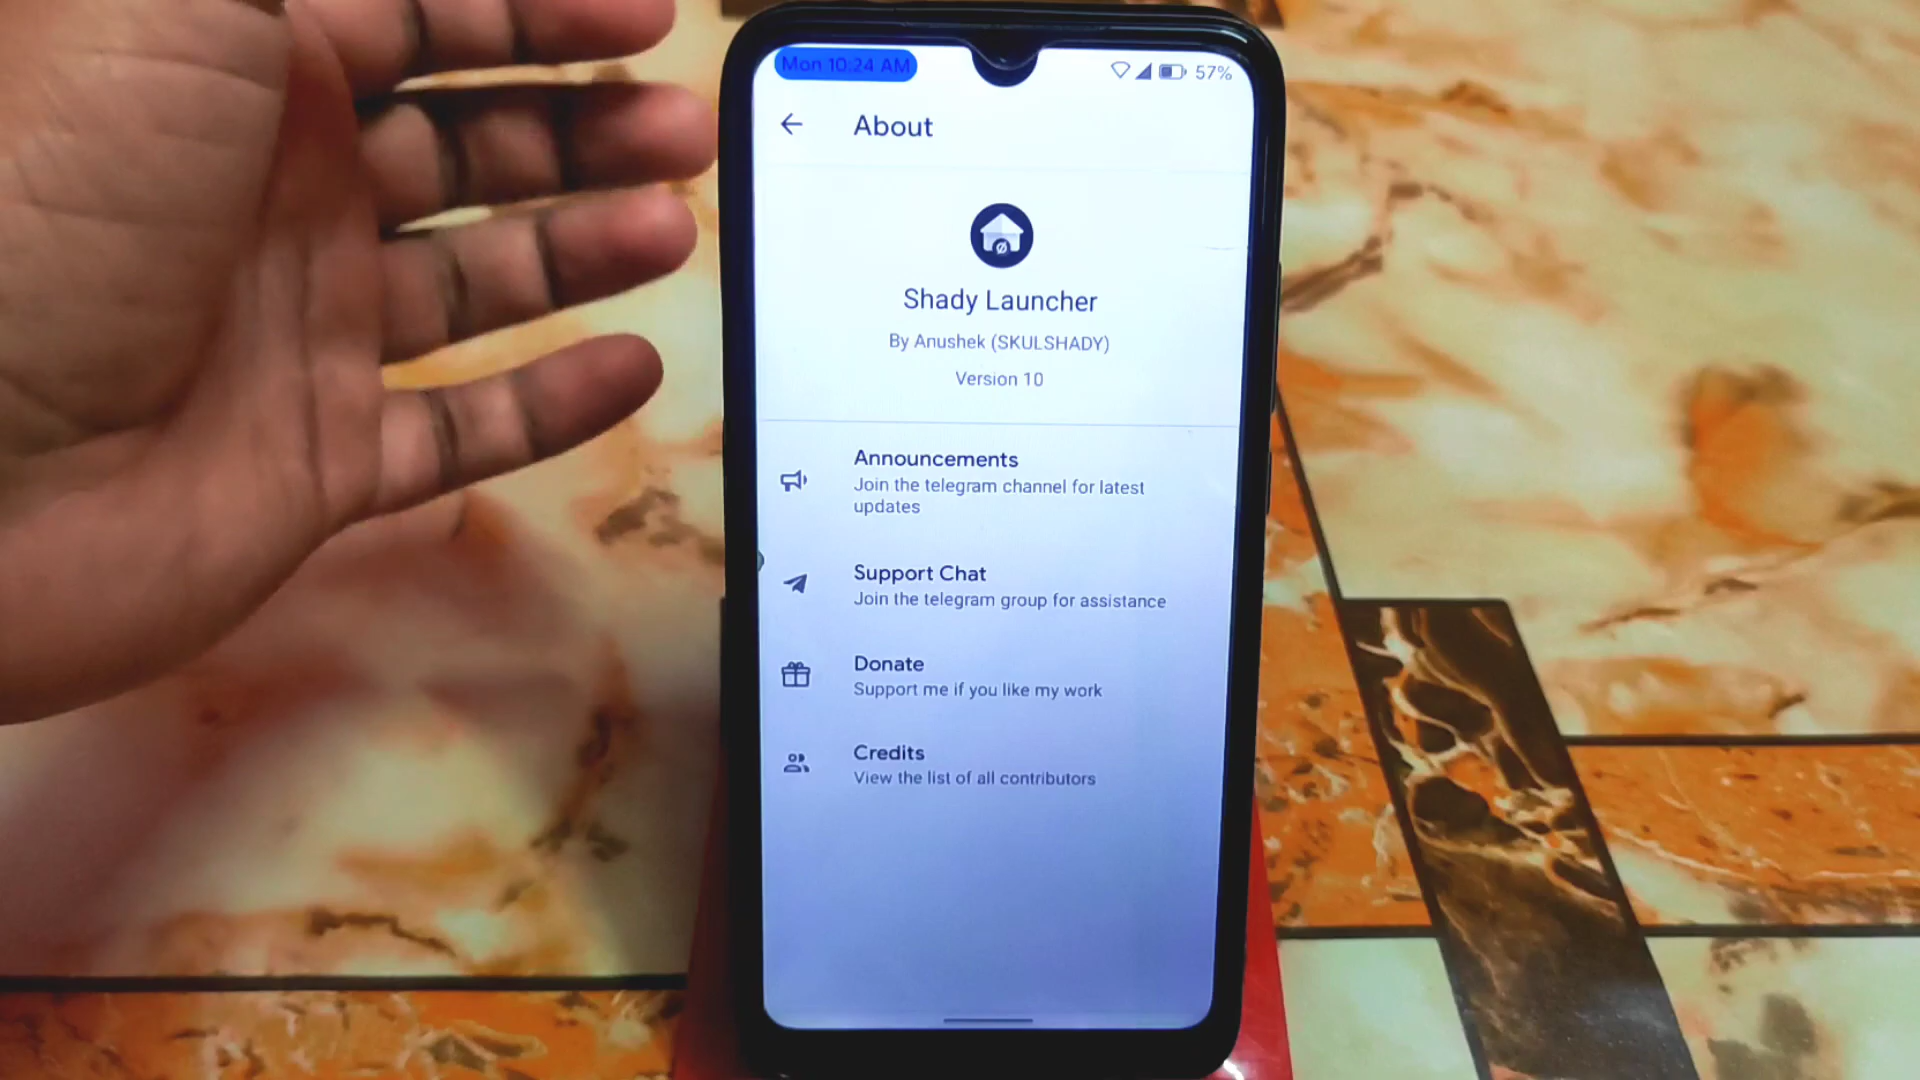 Mon 10:24 AM
57%
About
Shady Launcher
By Anushek (SKULSHADY)
Version 10
Announcements
Join the telegram channel for latest
updates
Support Chat
Join the telegram group for assistance
Donate
Support me if you like my work
Credits
View the list of all contributors